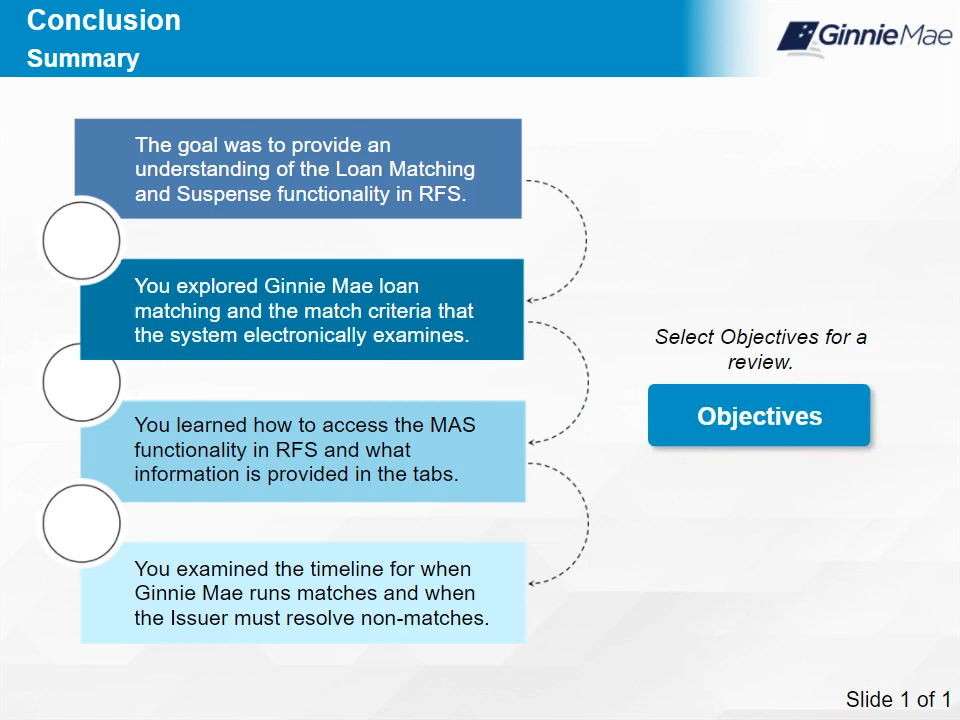 Conclusion
Summary
GinnieMae
The goal was to provide an
understanding of the Loan Matching
and Suspense functionality in RFS.
You explored Ginnie Mae loan
matching and the match criteria that
the system electronically examines.
You learned how to access the MAS
functionality in RFS and what
information is provided in the tabs.
You examined the timeline for when
Ginnie Mae runs matches and when
the Issuer must resolve non-matches.
Select Objectives for a
review.
Objectives
Slide 1 of 1